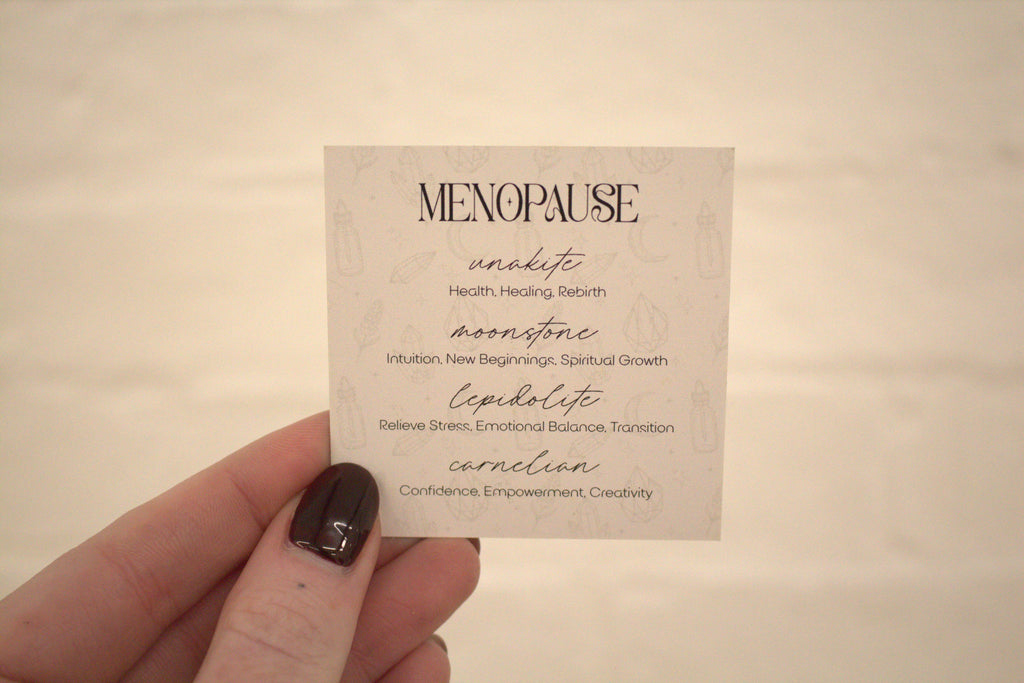 MENOPAUSE
unakite
Health, Healing, Rebirth
moonstone
Intuition, New Beginnings, Spiritual Growth
lepidolite
Relieve Stress, Emotional Balance, Transition
carnelian
Confidence, Empowerment, Creativity